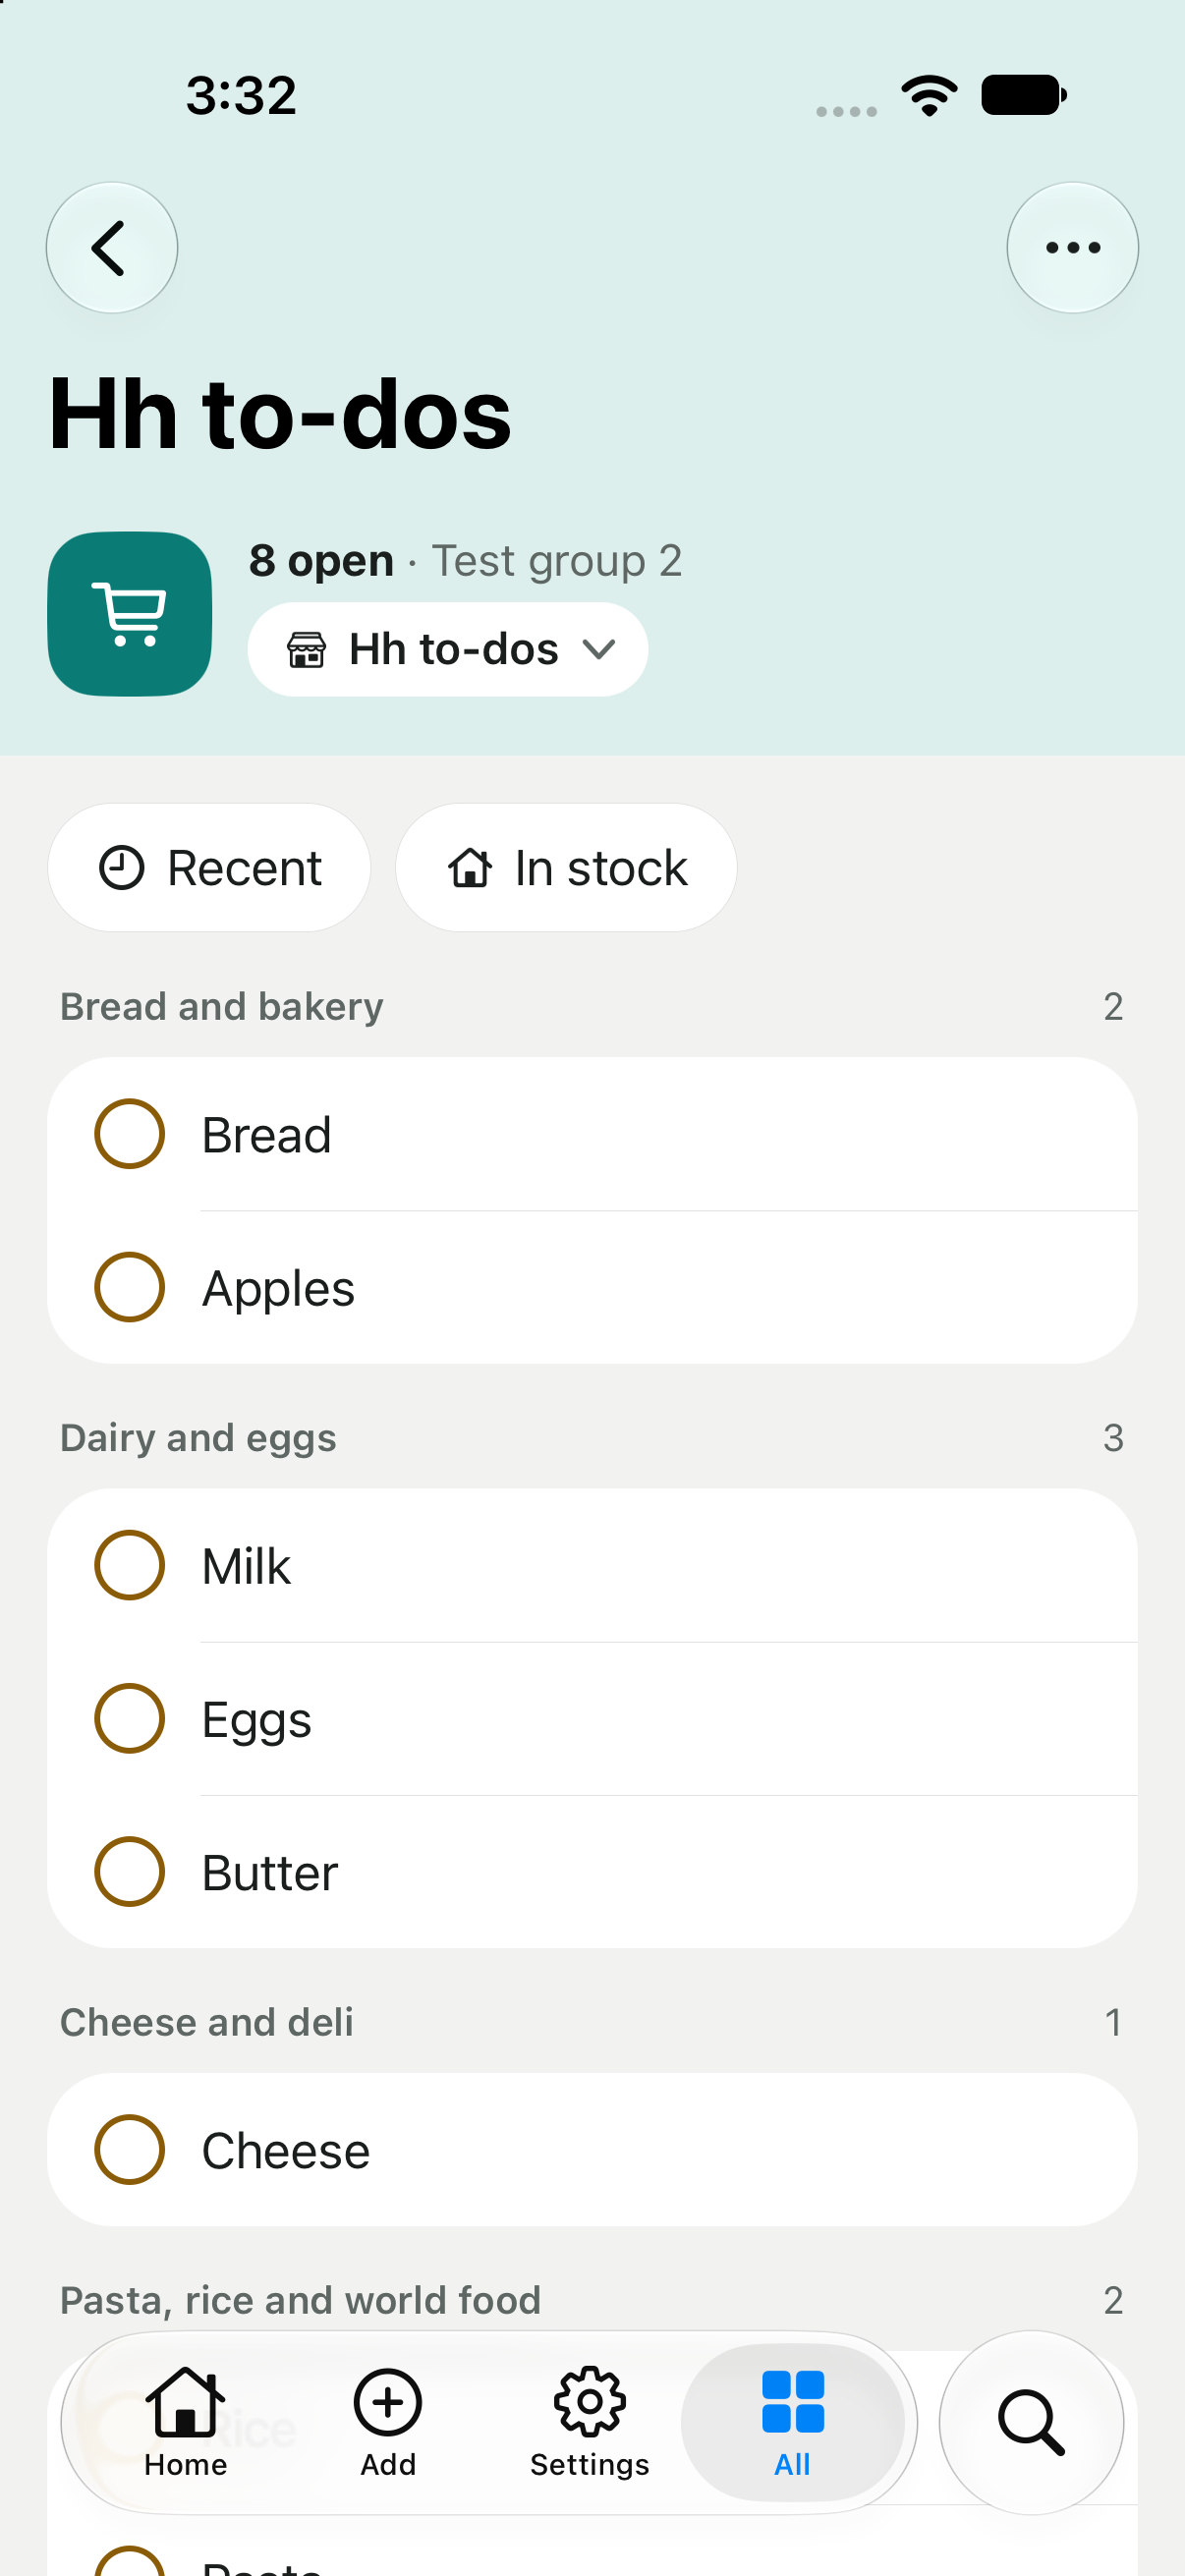 3:32
Hh to-dos
8 open · Test group 2
Hh to-dos
Recent
In stock
Bread and bakery 2
Bread
Apples
Dairy and eggs 3
Milk
Eggs
Butter
Cheese and deli 1
Cheese
Pasta, rice and world food 2
Rice
Home Add Settings All